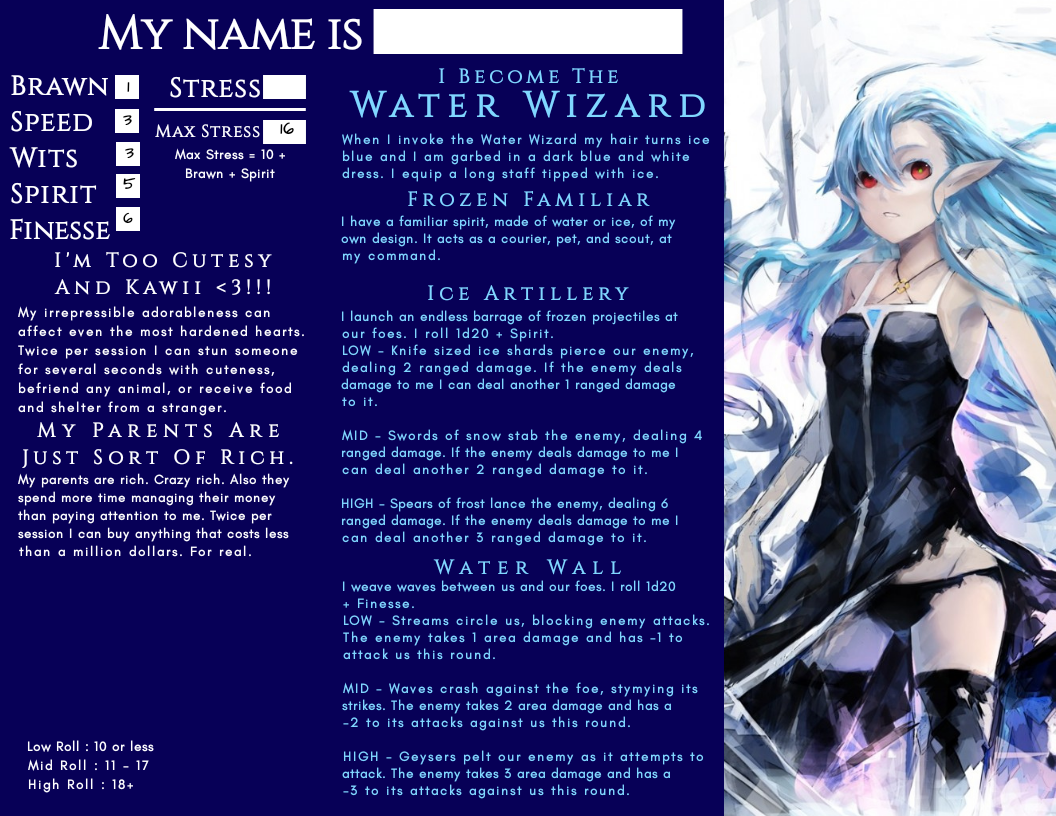 My name is
Brawn 1
Speed 3
Wits 3
Spirit 5
Finesse 6
Stress
Max Stress 16
Max Stress = 10 +
Brawn + Spirit
I'm Too Cutesy
And Kawii <3!!!
My irrepressible adorableness can
affect even the most hardened hearts.
Twice per session I can stun someone
for several seconds with cuteness,
befriend any animal, or receive food
and shelter from a stranger.
My Parents Are
Just Sort Of Rich.
My parents are rich. Crazy rich. Also they
spend more time managing their money
than paying attention to me. Twice per
session I can buy anything that costs less
than a million dollars. For real.
Low Roll : 10 or less
Mid Roll : 11 - 17
High Roll : 18+
I Become The
Water Wizard
When I invoke the Water Wizard my hair turns ice
blue and I am garbed in a dark blue and white
dress. I equip a long staff tipped with ice.
Frozen Familiar
I have a familiar spirit, made of water or ice, of my
own design. It acts as a courier, pet, and scout, at
my command.
Ice Artillery
I launch an endless barrage of frozen projectiles at
our foes. I roll 1d20 + Spirit.
LOW - Knife sized ice shards pierce our enemy,
dealing 2 ranged damage. If the enemy deals
damage to me I can deal another 1 ranged damage
to it.
MID - Swords of snow stab the enemy, dealing 4
ranged damage. If the enemy deals damage to me I
can deal another 2 ranged damage to it.
HIGH - Spears of frost lance the enemy, dealing 6
ranged damage. If the enemy deals damage to me I
can deal another 3 ranged damage to it.
Water Wall
I weave waves between us and our foes. I roll 1d20
+ Finesse.
LOW - Streams circle us, blocking enemy attacks.
The enemy takes 1 area damage and has -1 to
attack us this round.
MID - Waves crash against the foe, stymying its
strikes. The enemy takes 2 area damage and has a
-2 to its attacks against us this round.
HIGH - Geysers pelt our enemy as it attempts to
attack. The enemy takes 3 area damage and has a
-3 to its attacks against us this round.